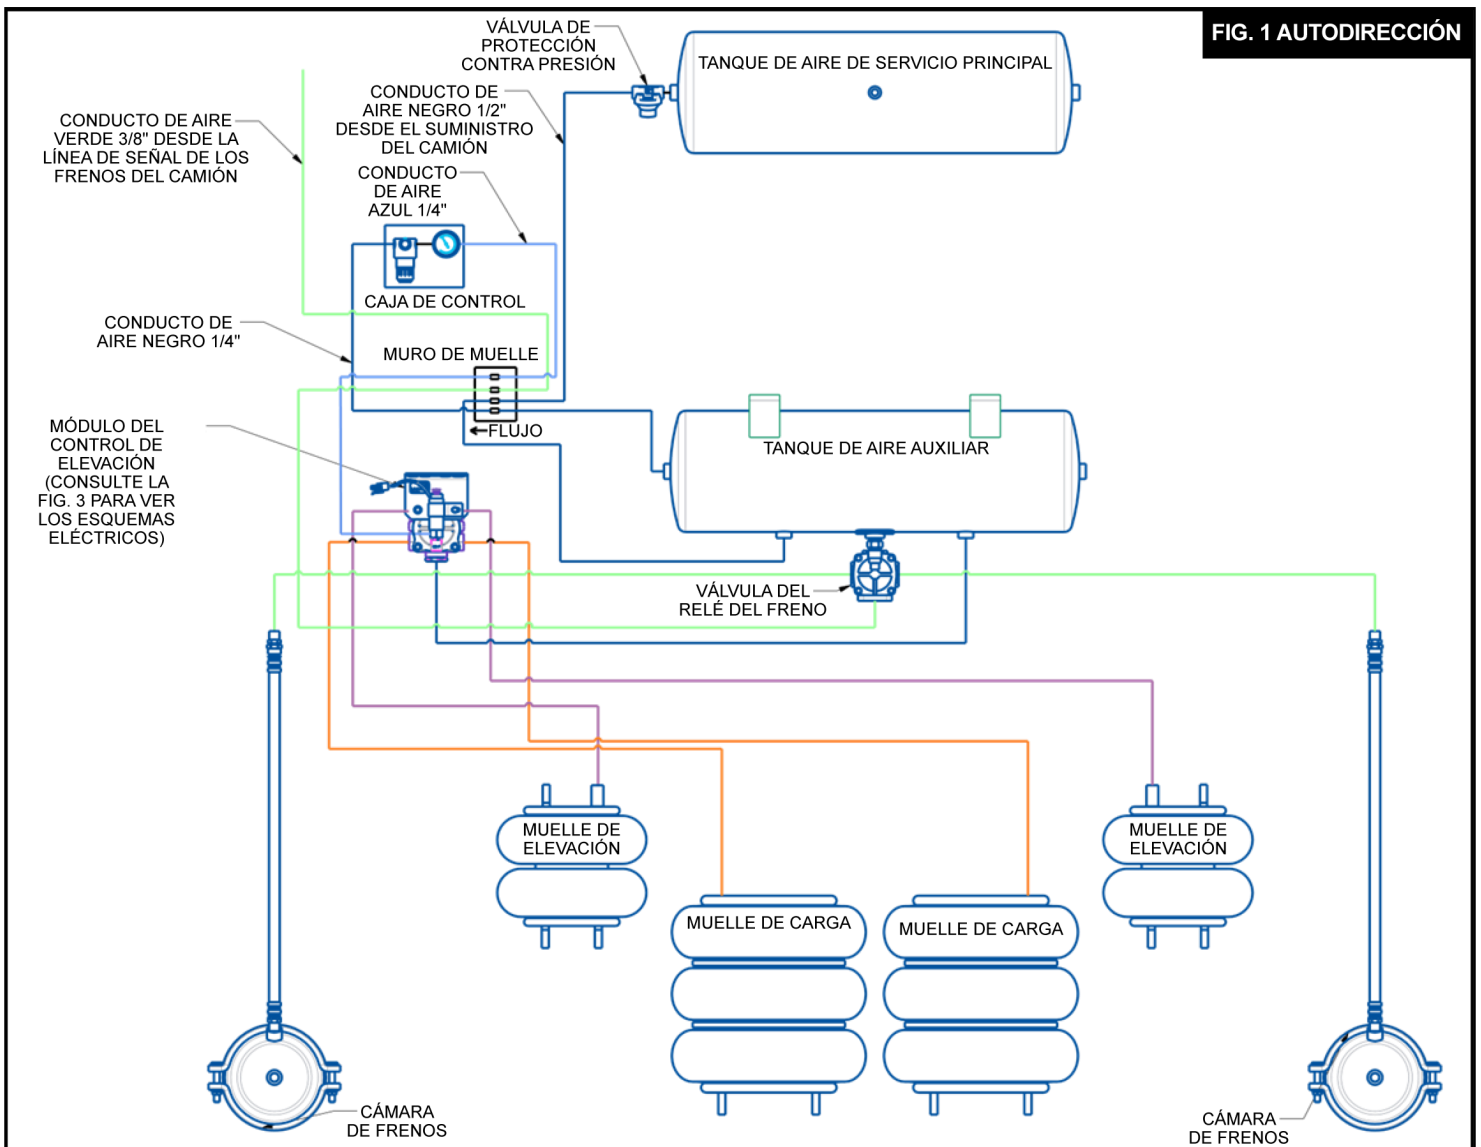 FIG. 1 AUTODIRECCIÓN
VÁLVULA DE
PROTECCIÓN
CONTRA PRESIÓN
TANQUE DE AIRE DE SERVICIO PRINCIPAL
CONDUCTO DE
AIRE NEGRO 1/2"
DESDE EL SUMINISTRO
DEL CAMIÓN
CONDUCTO DE AIRE
VERDE 3/8" DESDE LA
LÍNEA DE SEÑAL DE LOS
FRENOS DEL CAMIÓN
CONDUCTO
DE AIRE
AZUL 1/4"
CAJA DE CONTROL
CONDUCTO DE
AIRE NEGRO 1/4"
MURO DE MUELLE
FLUJO
MÓDULO DEL
CONTROL DE
ELEVACIÓN
(CONSULTE LA
FIG. 3 PARA VER
LOS ESQUEMAS
ELÉCTRICOS)
TANQUE DE AIRE AUXILIAR
VÁLVULA DEL
RELÉ DEL FRENO
MUELLE DE
ELEVACIÓN
MUELLE DE
ELEVACIÓN
MUELLE DE CARGA
MUELLE DE CARGA
CÁMARA
DE FRENOS
CÁMARA
DE FRENOS